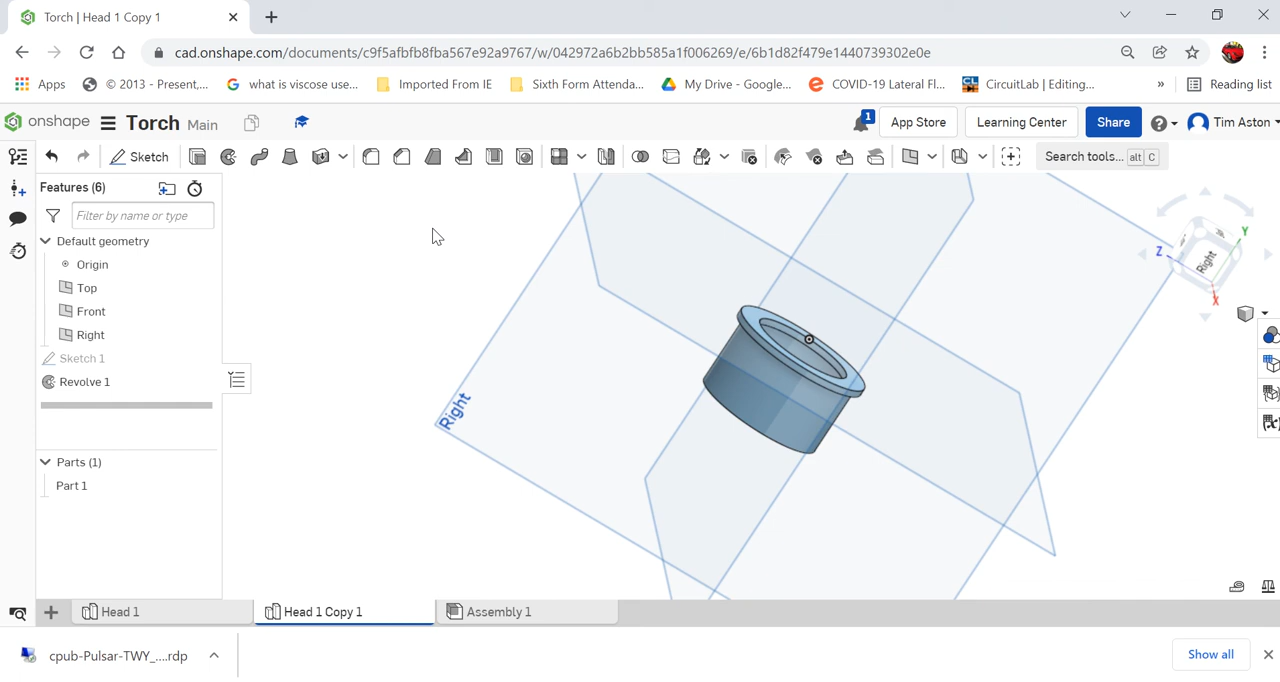 Torch | Head 1 Copy 1
cad.onshape.com/documents/c9f5afbfb8fba567e92a9767/w/042972a6b2bb585a1f006269/e/6b1d82f479e1440739302e0e
Apps © 2013 - Present,... what is viscose use... Imported From IE Sixth Form Attenda... My Drive - Google... COVID-19 Lateral Fl... CircuitLab | Editing... » Reading list
onshape Torch Main 1 App Store Learning Center Share Tim Aston
Sketch Search tools... alt C
Features (6)
Filter by name or type
Default geometry
Origin
Top
Front
Right
Sketch 1
Revolve 1
Parts (1)
Part 1
Right
Z Y Right X
Head 1 Head 1 Copy 1 Assembly 1
cpub-Pulsar-TWY_....rdp Show all